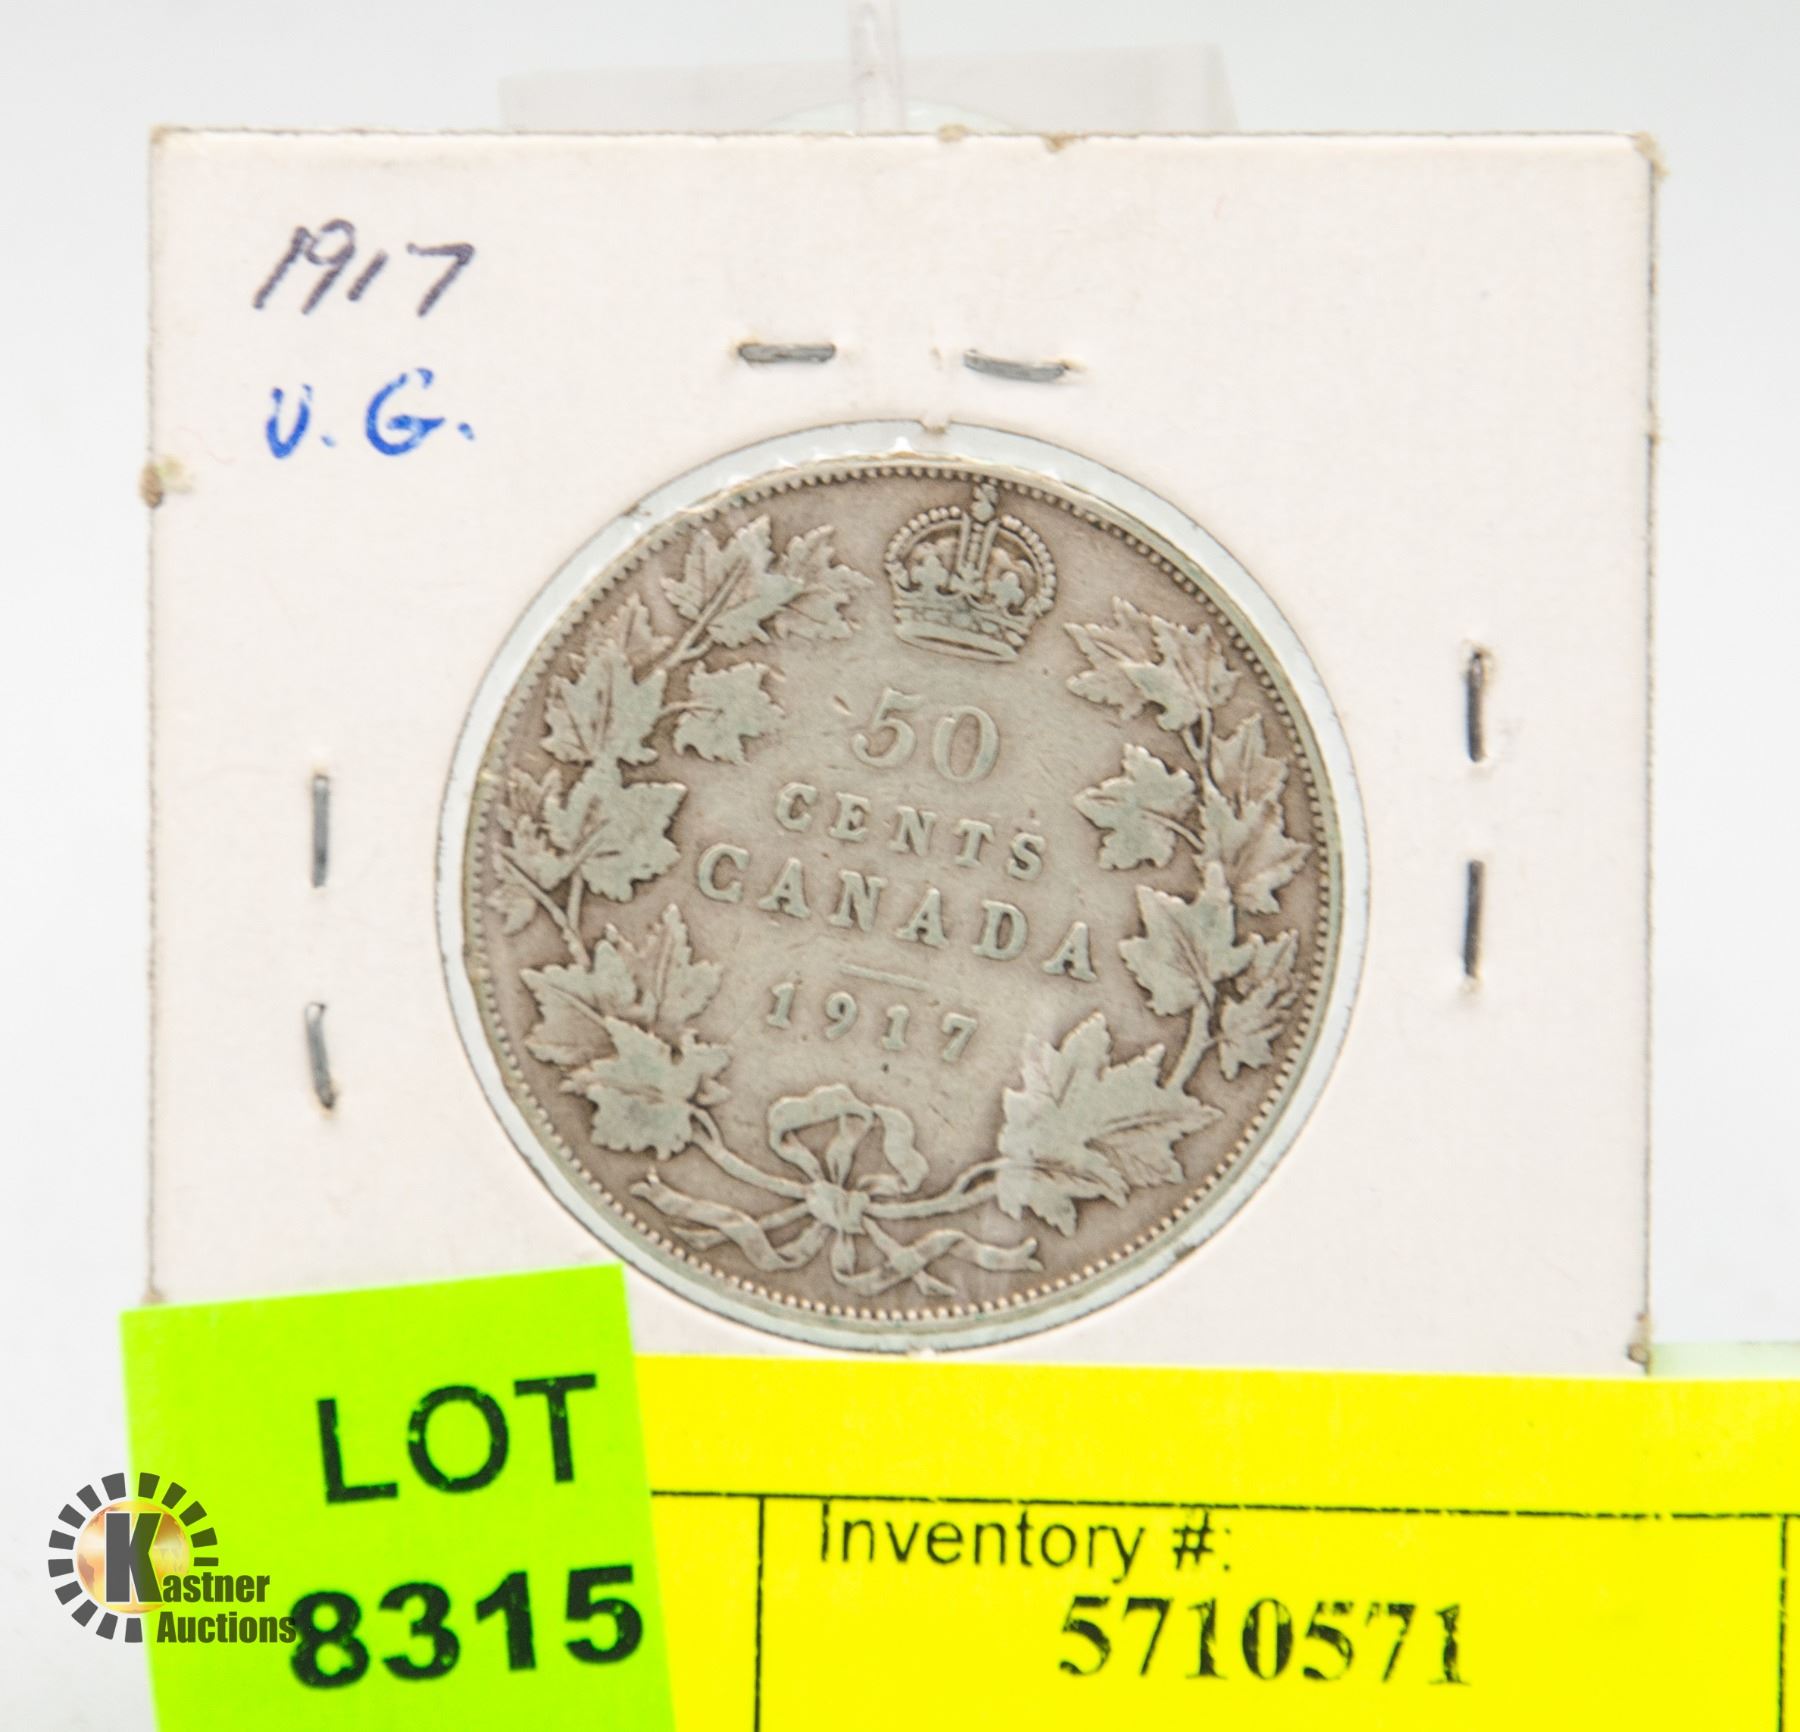 1917
V. G.
50
CENTS
CANADA
1917
LOT
8315
Inventory #:
5710571
Kastner
Auctions